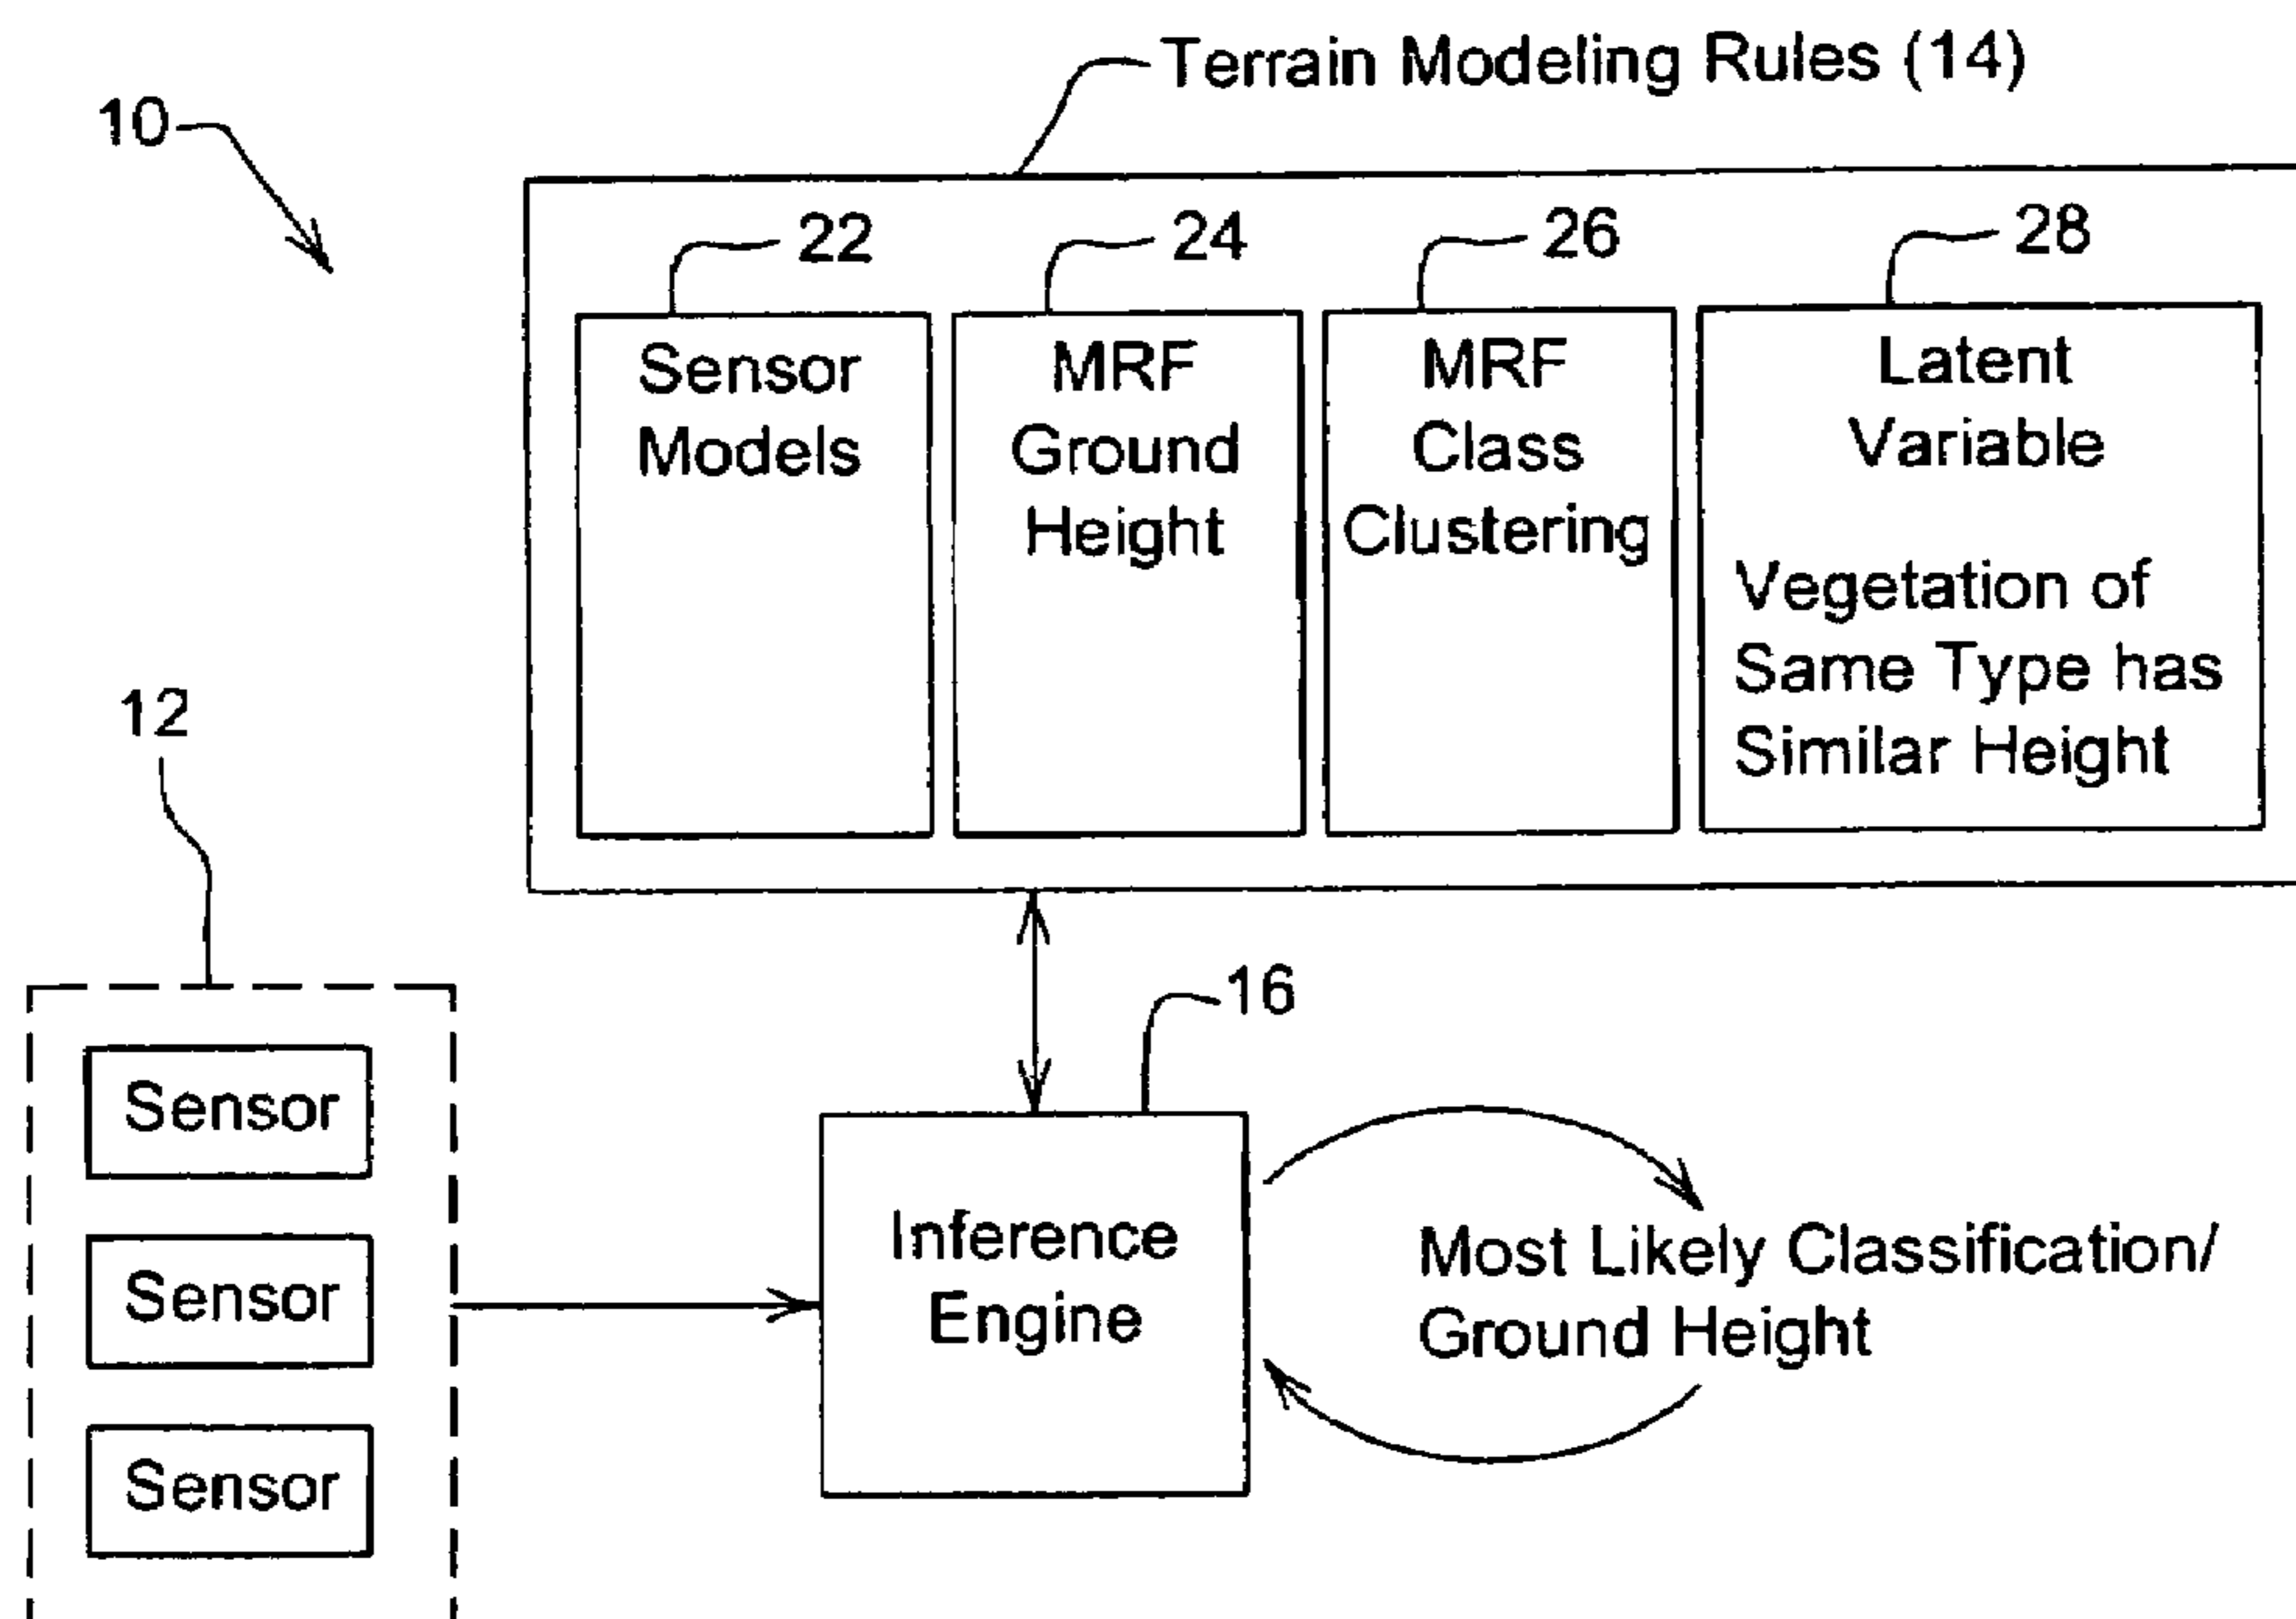 Terrain Modeling Rules (14)
10
22
24
26
28
Sensor
Models
MRF
Ground
Height
MRF
Class
Clustering
Latent
Variable
Vegetation of
Same Type has
Similar Height
12
16
Sensor
Sensor
Sensor
Inference
Engine
Most Likely Classification/
Ground Height